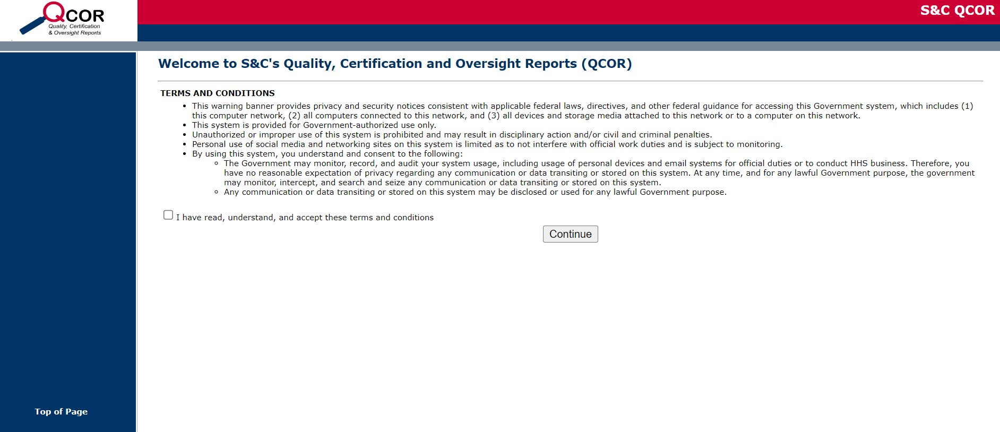 QCOR
Quality, Certification
& Oversight Reports
S&C QCOR
Welcome to S&C's Quality, Certification and Oversight Reports (QCOR)
TERMS AND CONDITIONS
• This warning banner provides privacy and security notices consistent with applicable federal laws, directives, and other federal guidance for accessing this Government system, which includes (1)
this computer network, (2) all computers connected to this network, and (3) all devices and storage media attached to this network or to a computer on this network.
• This system is provided for Government-authorized use only.
• Unauthorized or improper use of this system is prohibited and may result in disciplinary action and/or civil and criminal penalties.
• Personal use of social media and networking sites on this system is limited as to not interfere with official work duties and is subject to monitoring.
• By using this system, you understand and consent to the following:
◦ The Government may monitor, record, and audit your system usage, including usage of personal devices and email systems for official duties or to conduct HHS business. Therefore, you
have no reasonable expectation of privacy regarding any communication or data transiting or stored on this system. At any time, and for any lawful Government purpose, the government
may monitor, intercept, and search and seize any communication or data transiting or stored on this system.
◦ Any communication or data transiting or stored on this system may be disclosed or used for any lawful Government purpose.
I have read, understand, and accept these terms and conditions
Continue
Top of Page